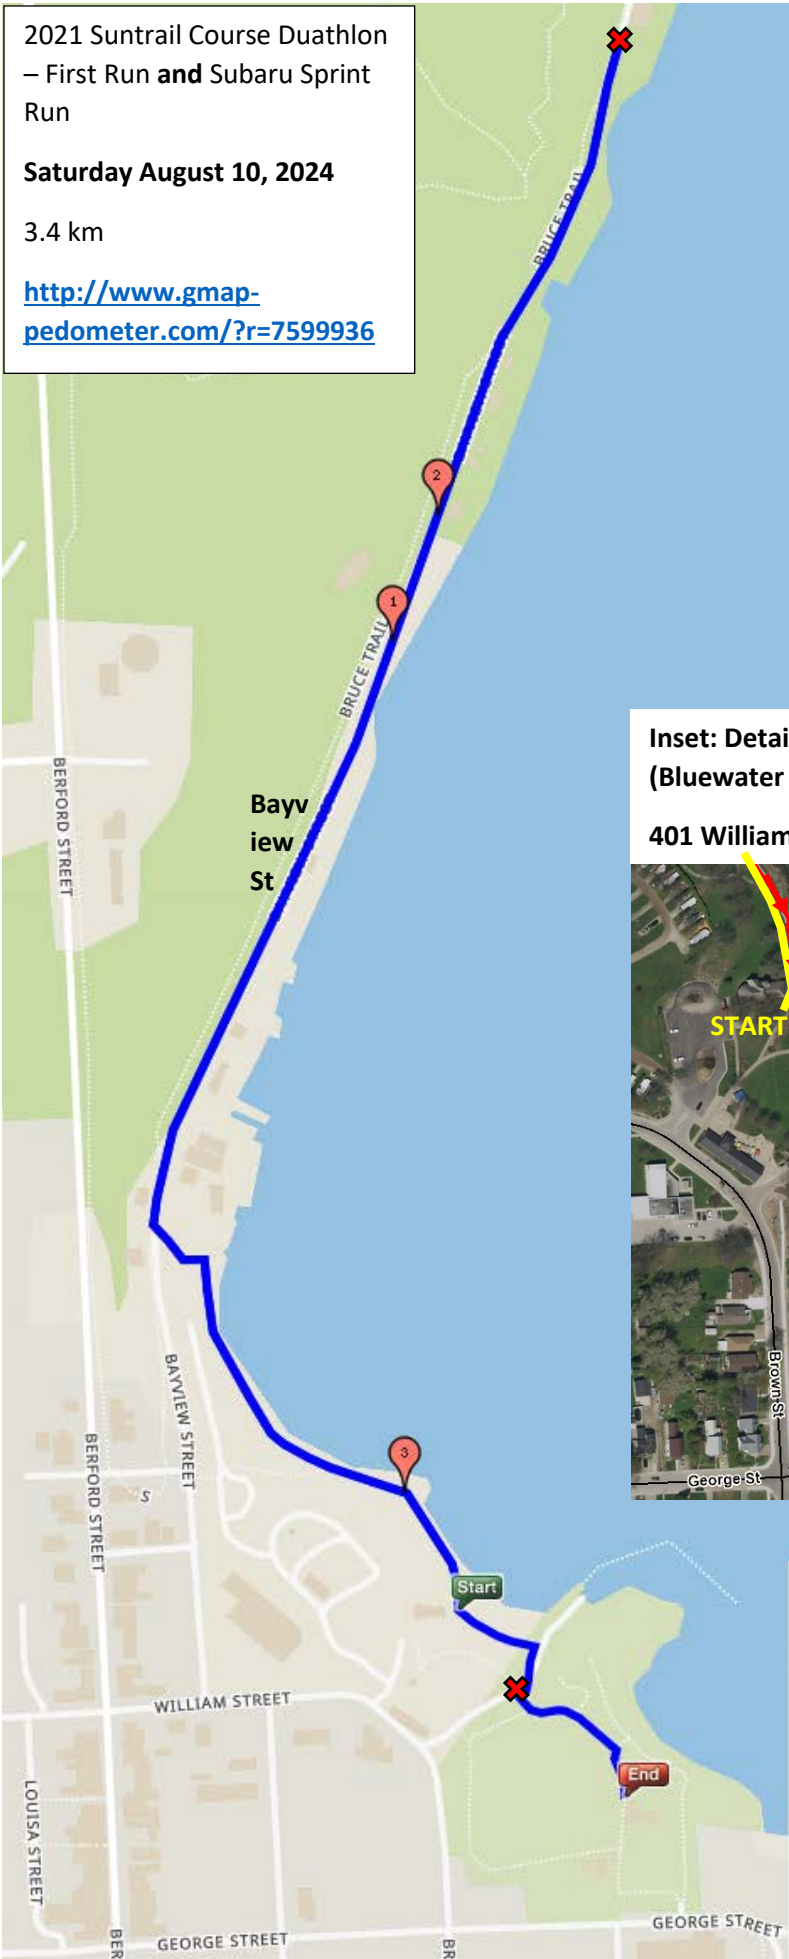 2021 Suntrail Course Duathlon
– First Run and Subaru Sprint
Run
Saturday August 10, 2024
3.4 km
http://www.gmap-
pedometer.com/?r=7599936
BRUCE TRAIL
2
1
BRUCE TRAIL
BERFORD STREET
Bayv
iew
St
Inset: Detai
(Bluewater
401 William
START
Brown St
George St
BAYVIEW STREET
BERFORD STREET
S
3
Start
WILLIAM STREET
End
LOUISA STREET
BER
GEORGE STREET
BR
GEORGE STREET